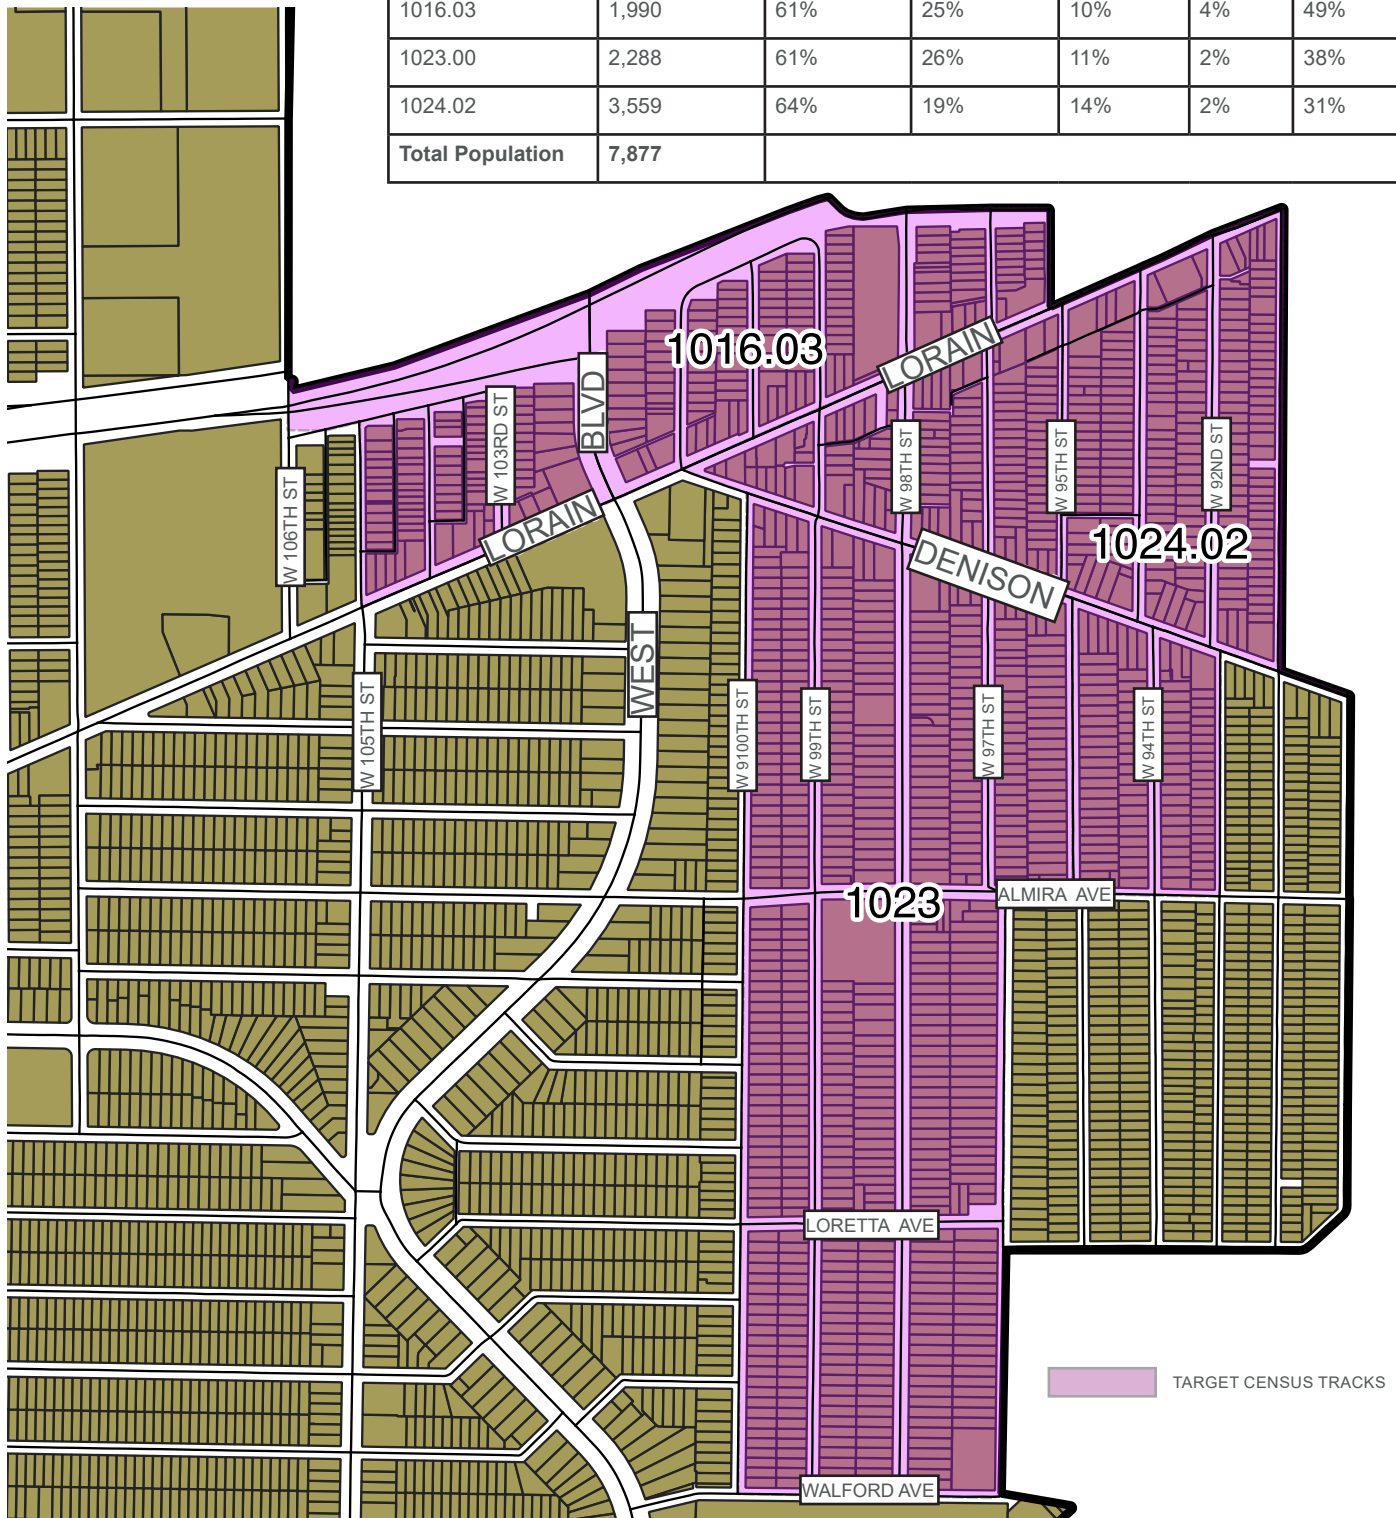 1016.03 1,990 61% 25% 10% 4% 49%
1023.00 2,288 61% 26% 11% 2% 38%
1024.02 3,559 64% 19% 14% 2% 31%
Total Population 7,877
1016.03
LORAIN
BLVD
W 103RD ST
W 98TH ST
W 95TH ST
W 92ND ST
W 106TH ST
LORAIN
1024.02
DENISON
WEST
W 105TH ST
W 9100TH ST
W 99TH ST
W 97TH ST
W 94TH ST
1023
ALMIRA AVE
LORETTA AVE
TARGET CENSUS TRACKS
WALFORD AVE